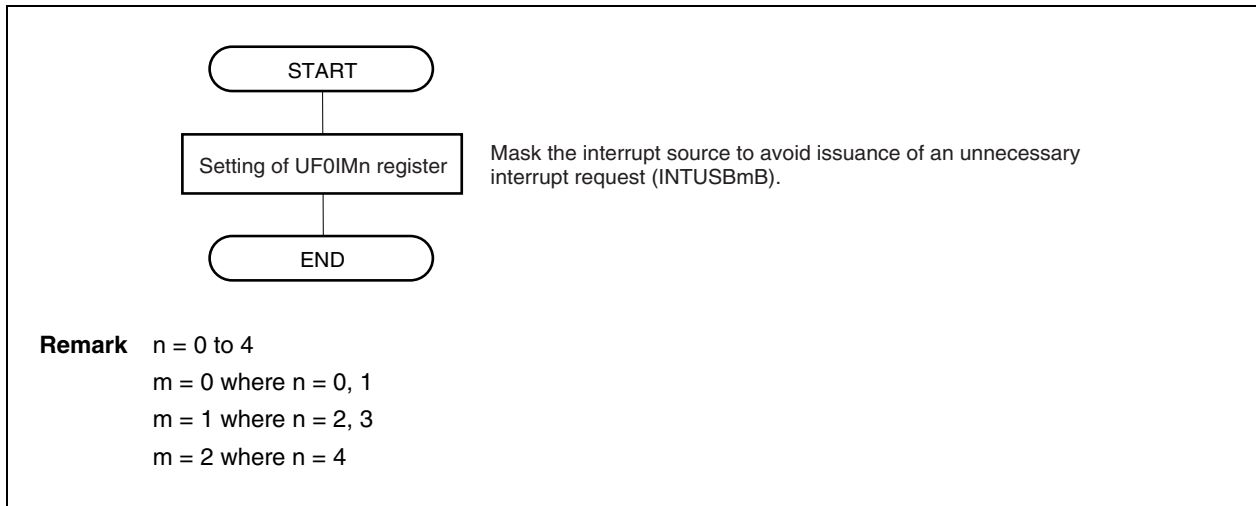 START
Setting of UF0IMn register
Mask the interrupt source to avoid issuance of an unnecessary
interrupt request (INTUSBmB).
END
Remark n = 0 to 4
m = 0 where n = 0, 1
m = 1 where n = 2, 3
m = 2 where n = 4